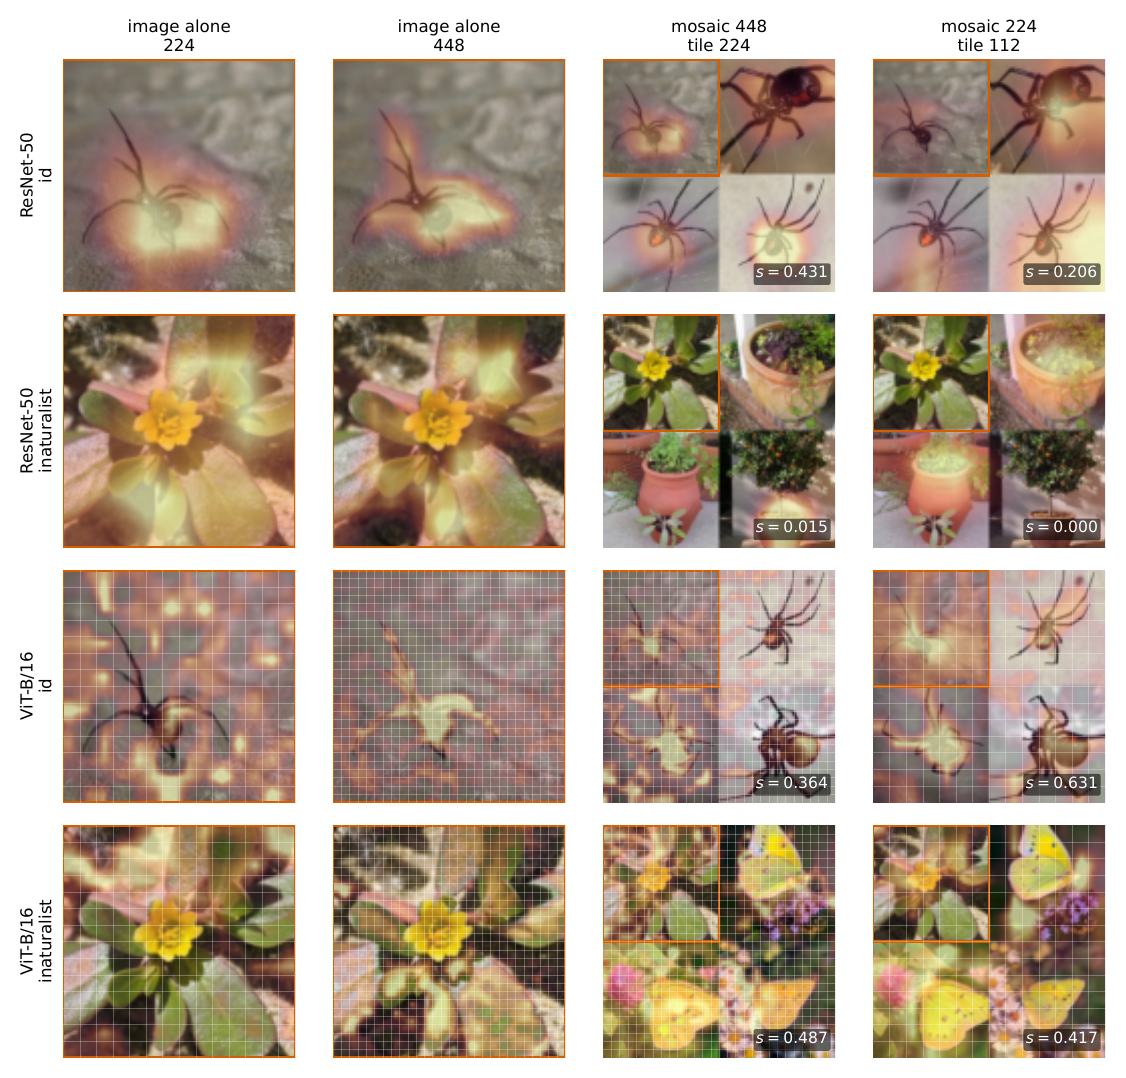 image alone
224
image alone
448
mosaic 448
tile 224
mosaic 224
tile 112
ResNet-50
id
s = 0.431
s = 0.206
ResNet-50
inaturalist
s = 0.015
s = 0.000
ViT-B/16
id
s = 0.364
s = 0.631
ViT-B/16
inaturalist
s = 0.487
s = 0.417